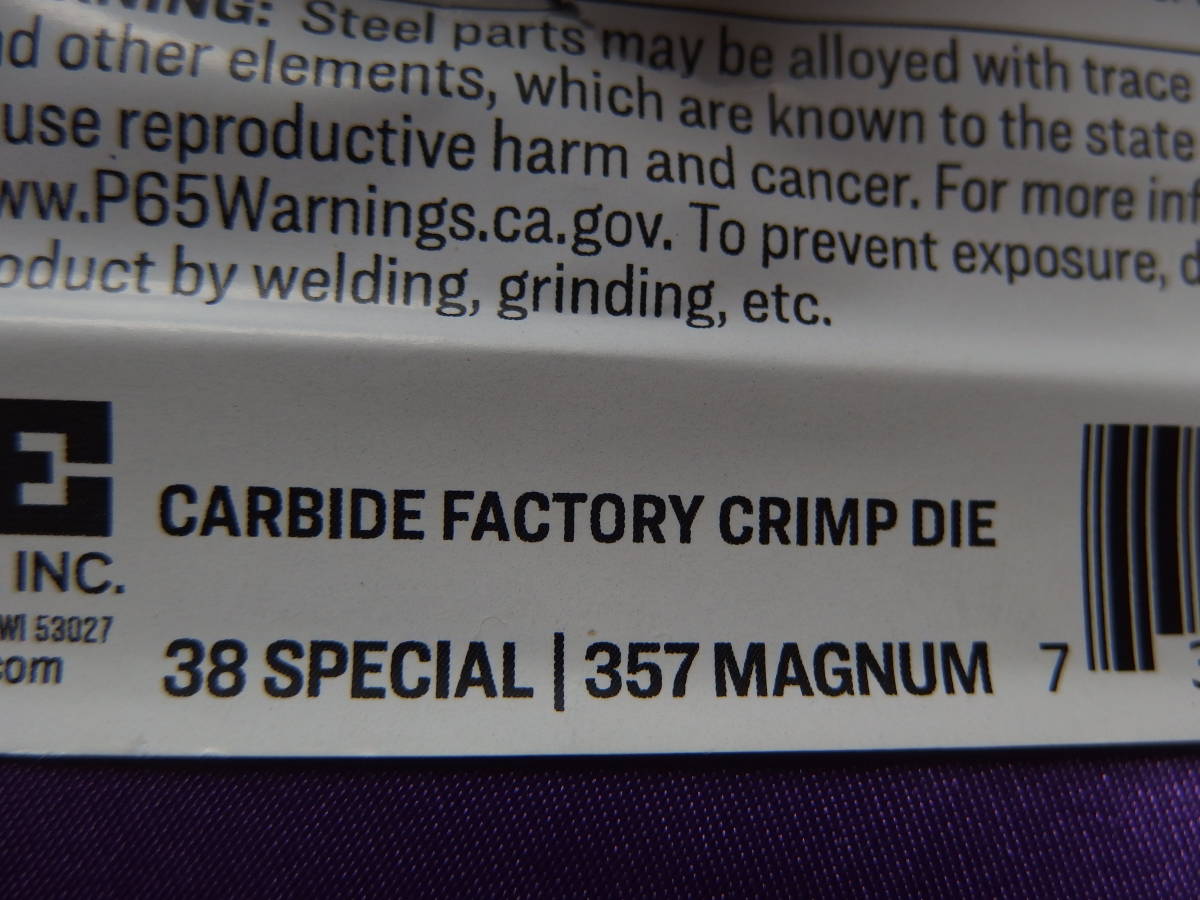 NING: Steel parts may be alloyed with trace
d other elements, which are known to the state
use reproductive harm and cancer. For more inf
ww.P65Warnings.ca.gov. To prevent exposure, d
oduct by welding, grinding, etc.
E
INC.
CARBIDE FACTORY CRIMP DIE
WI 53027
com
38 SPECIAL | 357 MAGNUM
7